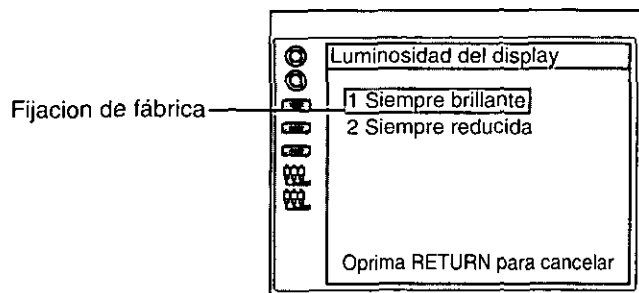 Luminosidad del display
Fijacion de fábrica
1 Siempre brillante
2 Siempre reducida
Oprima RETURN para cancelar